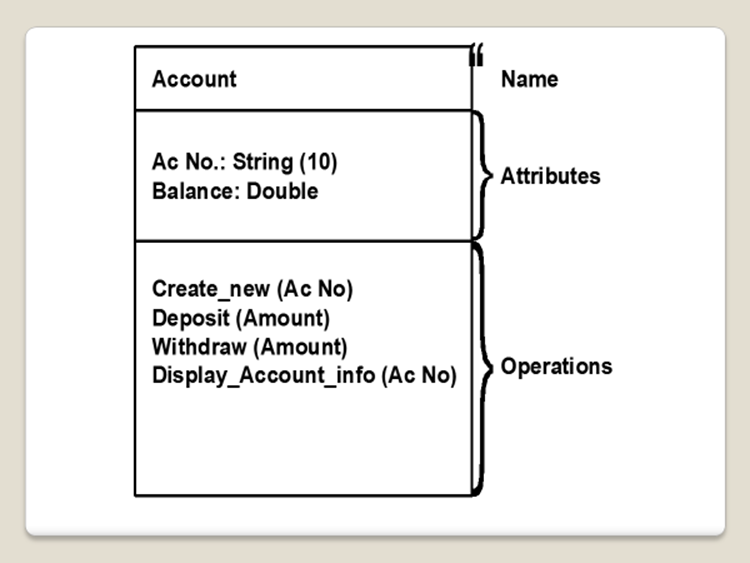 Account
Name
Ac No.: String (10)
Balance: Double
Attributes
Create_new (Ac No)
Deposit (Amount)
Withdraw (Amount)
Display_Account_info (Ac No)
Operations